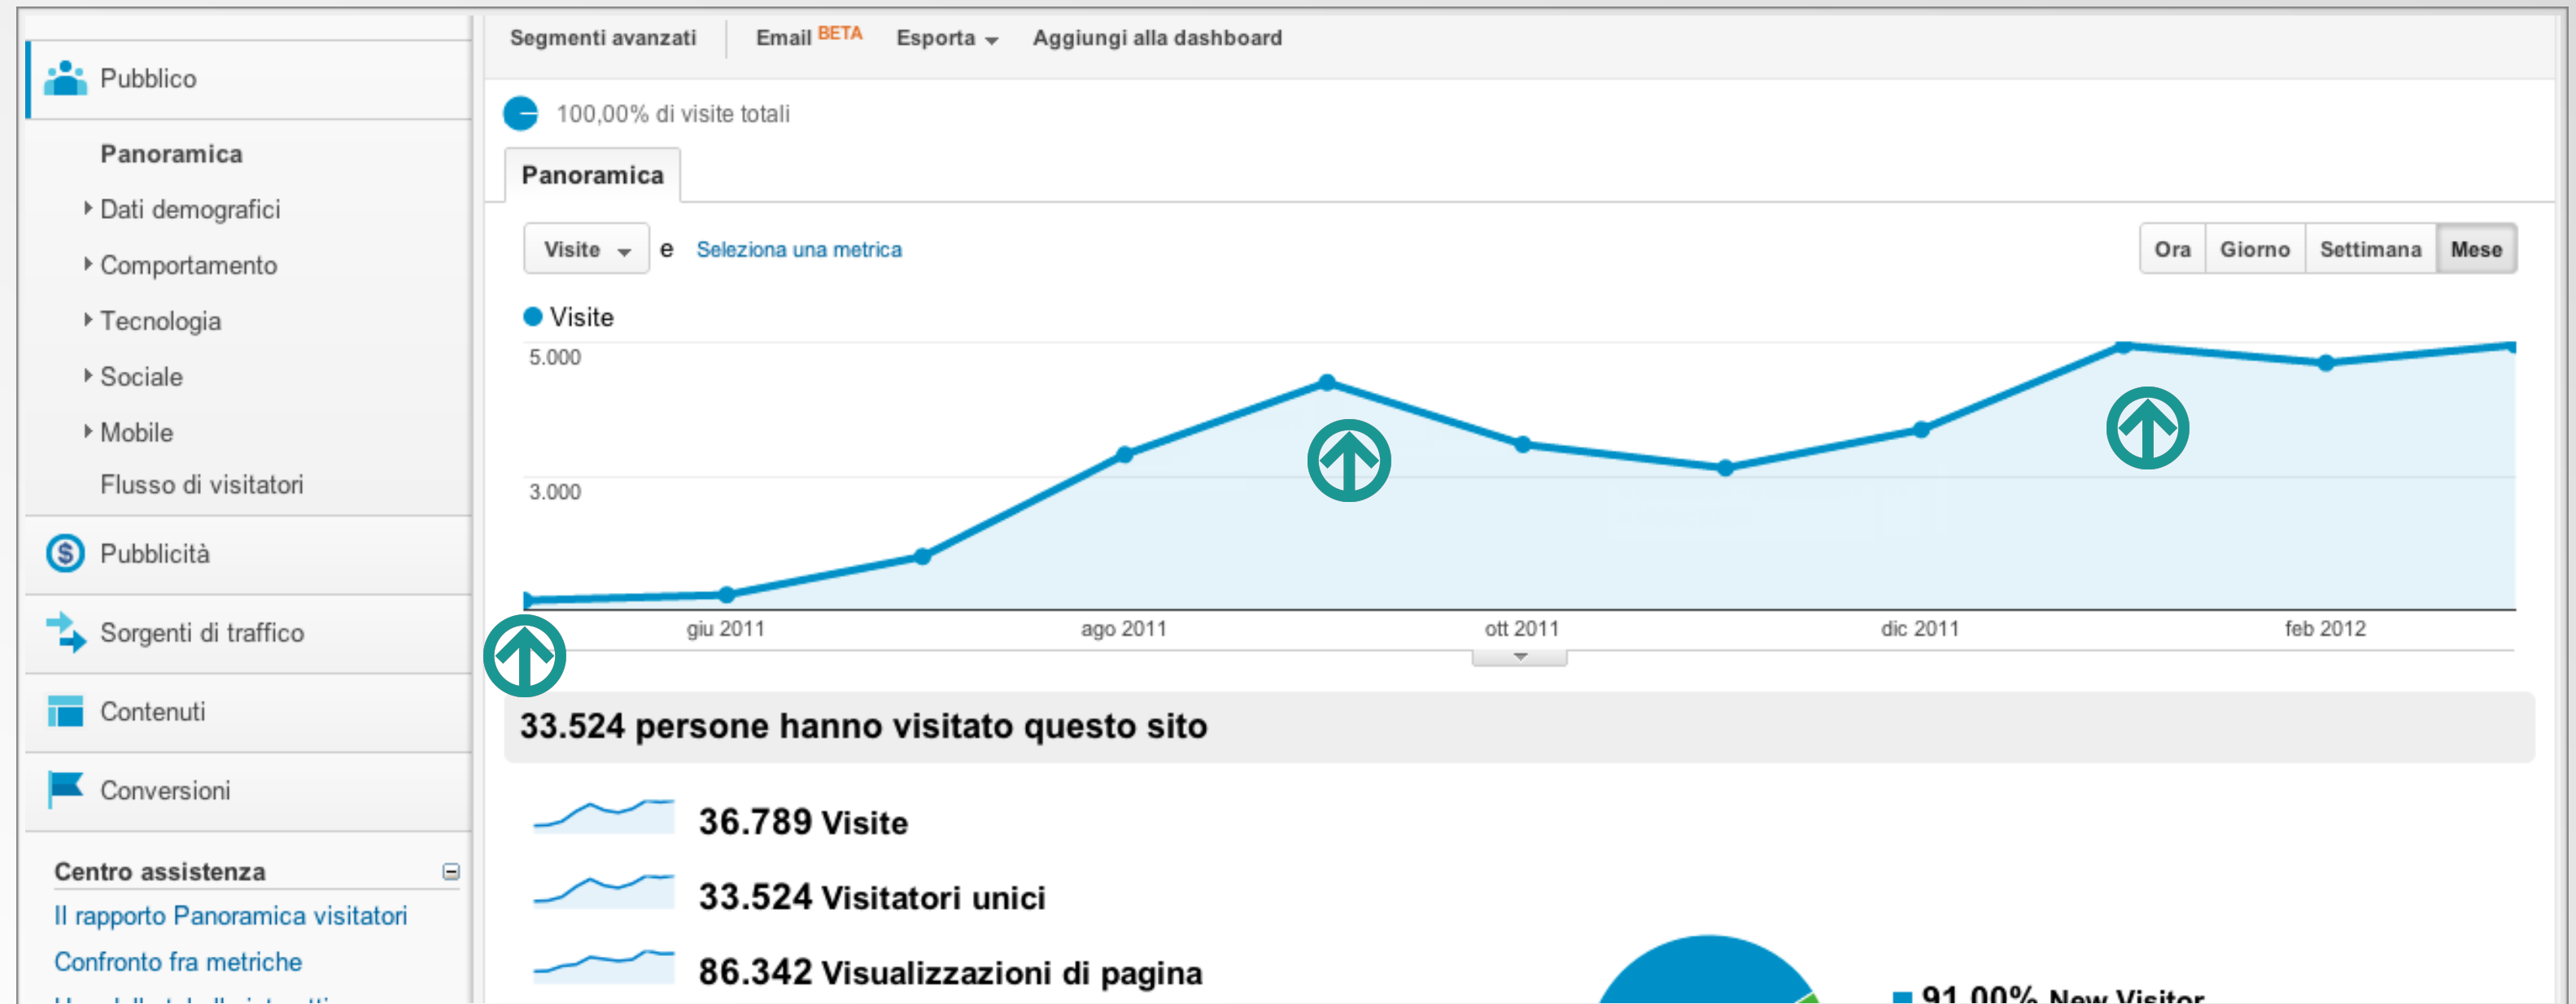 Pubblico
Panoramica
Dati demografici
Comportamento
Tecnologia
Sociale
Mobile
Flusso di visitatori
Pubblicità
Sorgenti di traffico
Contenuti
Conversioni
Centro assistenza
Il rapporto Panoramica visitatori
Confronto fra metriche
Segmenti avanzati Email BETA Esporta Aggiungi alla dashboard
100,00% di visite totali
Panoramica
Visite e Seleziona una metrica
Ora Giorno Settimana Mese
Visite
5.000
3.000
giu 2011 ago 2011 ott 2011 dic 2011 feb 2012
33.524 persone hanno visitato questo sito
36.789 Visite
33.524 Visitatori unici
86.342 Visualizzazioni di pagina
91,00% New Visitor